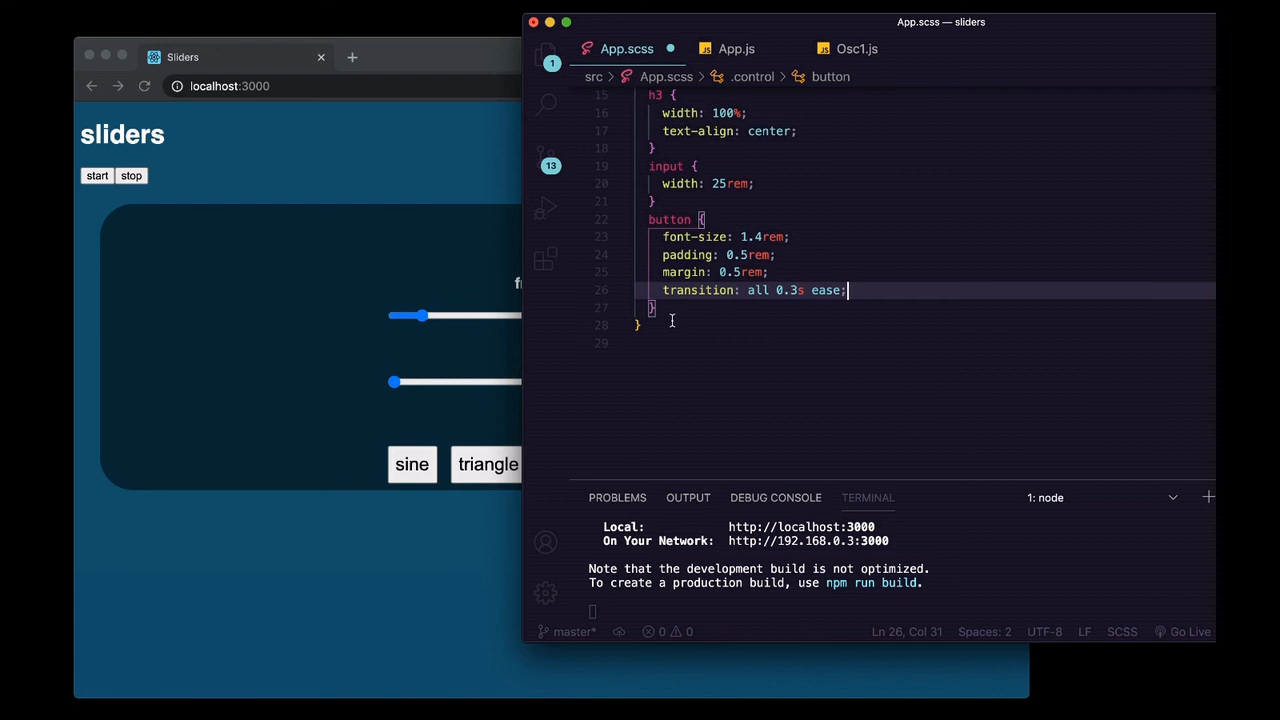 App.scss — sliders
Sliders
App.scss
App.js
Osc1.js
1
localhost:3000
src > App.scss > .control > button
sliders
start stop
13
15 h3 {
16 width: 100%;
17 text-align: center;
18 }
19 input {
20 width: 25rem;
21 }
22 button {
23 font-size: 1.4rem;
24 padding: 0.5rem;
25 margin: 0.5rem;
26 transition: all 0.3s ease;
27 }
28 }
29
sine triangle
PROBLEMS OUTPUT DEBUG CONSOLE TERMINAL 1: node
Local: http://localhost:3000
On Your Network: http://192.168.0.3:3000
Note that the development build is not optimized.
To create a production build, use npm run build.
master* 0 0 Ln 26, Col 31 Spaces: 2 UTF-8 LF SCSS Go Live